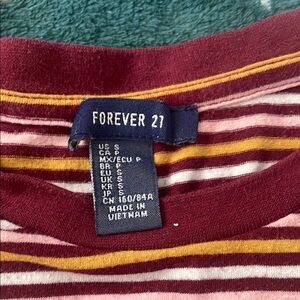 FOREVER 21
US S
CA P
MX/ECU P
BR P
EU S
UK S
KR S
JP S
CN 160/84A
MADE IN
VIETNAM